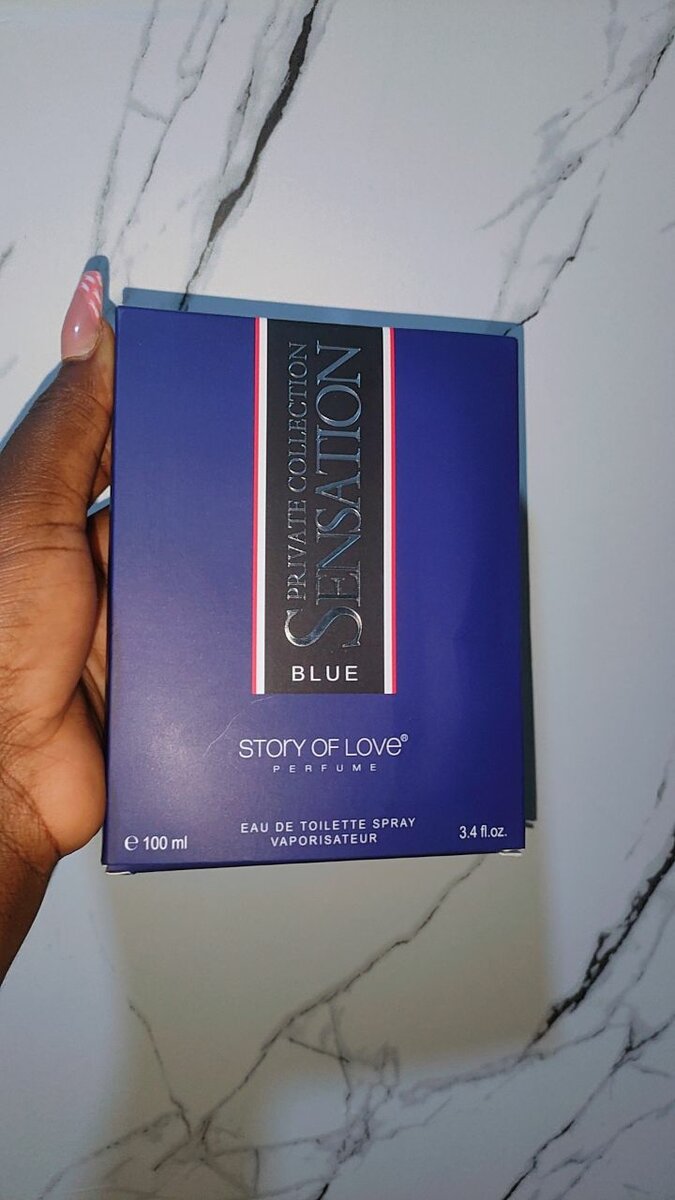 PRIVATE COLLECTION
SENSATION
BLUE
STORY OF LOVE®
PERFUME
EAU DE TOILETTE SPRAY
VAPORISATEUR
℮ 100 ml
3.4 fl.oz.